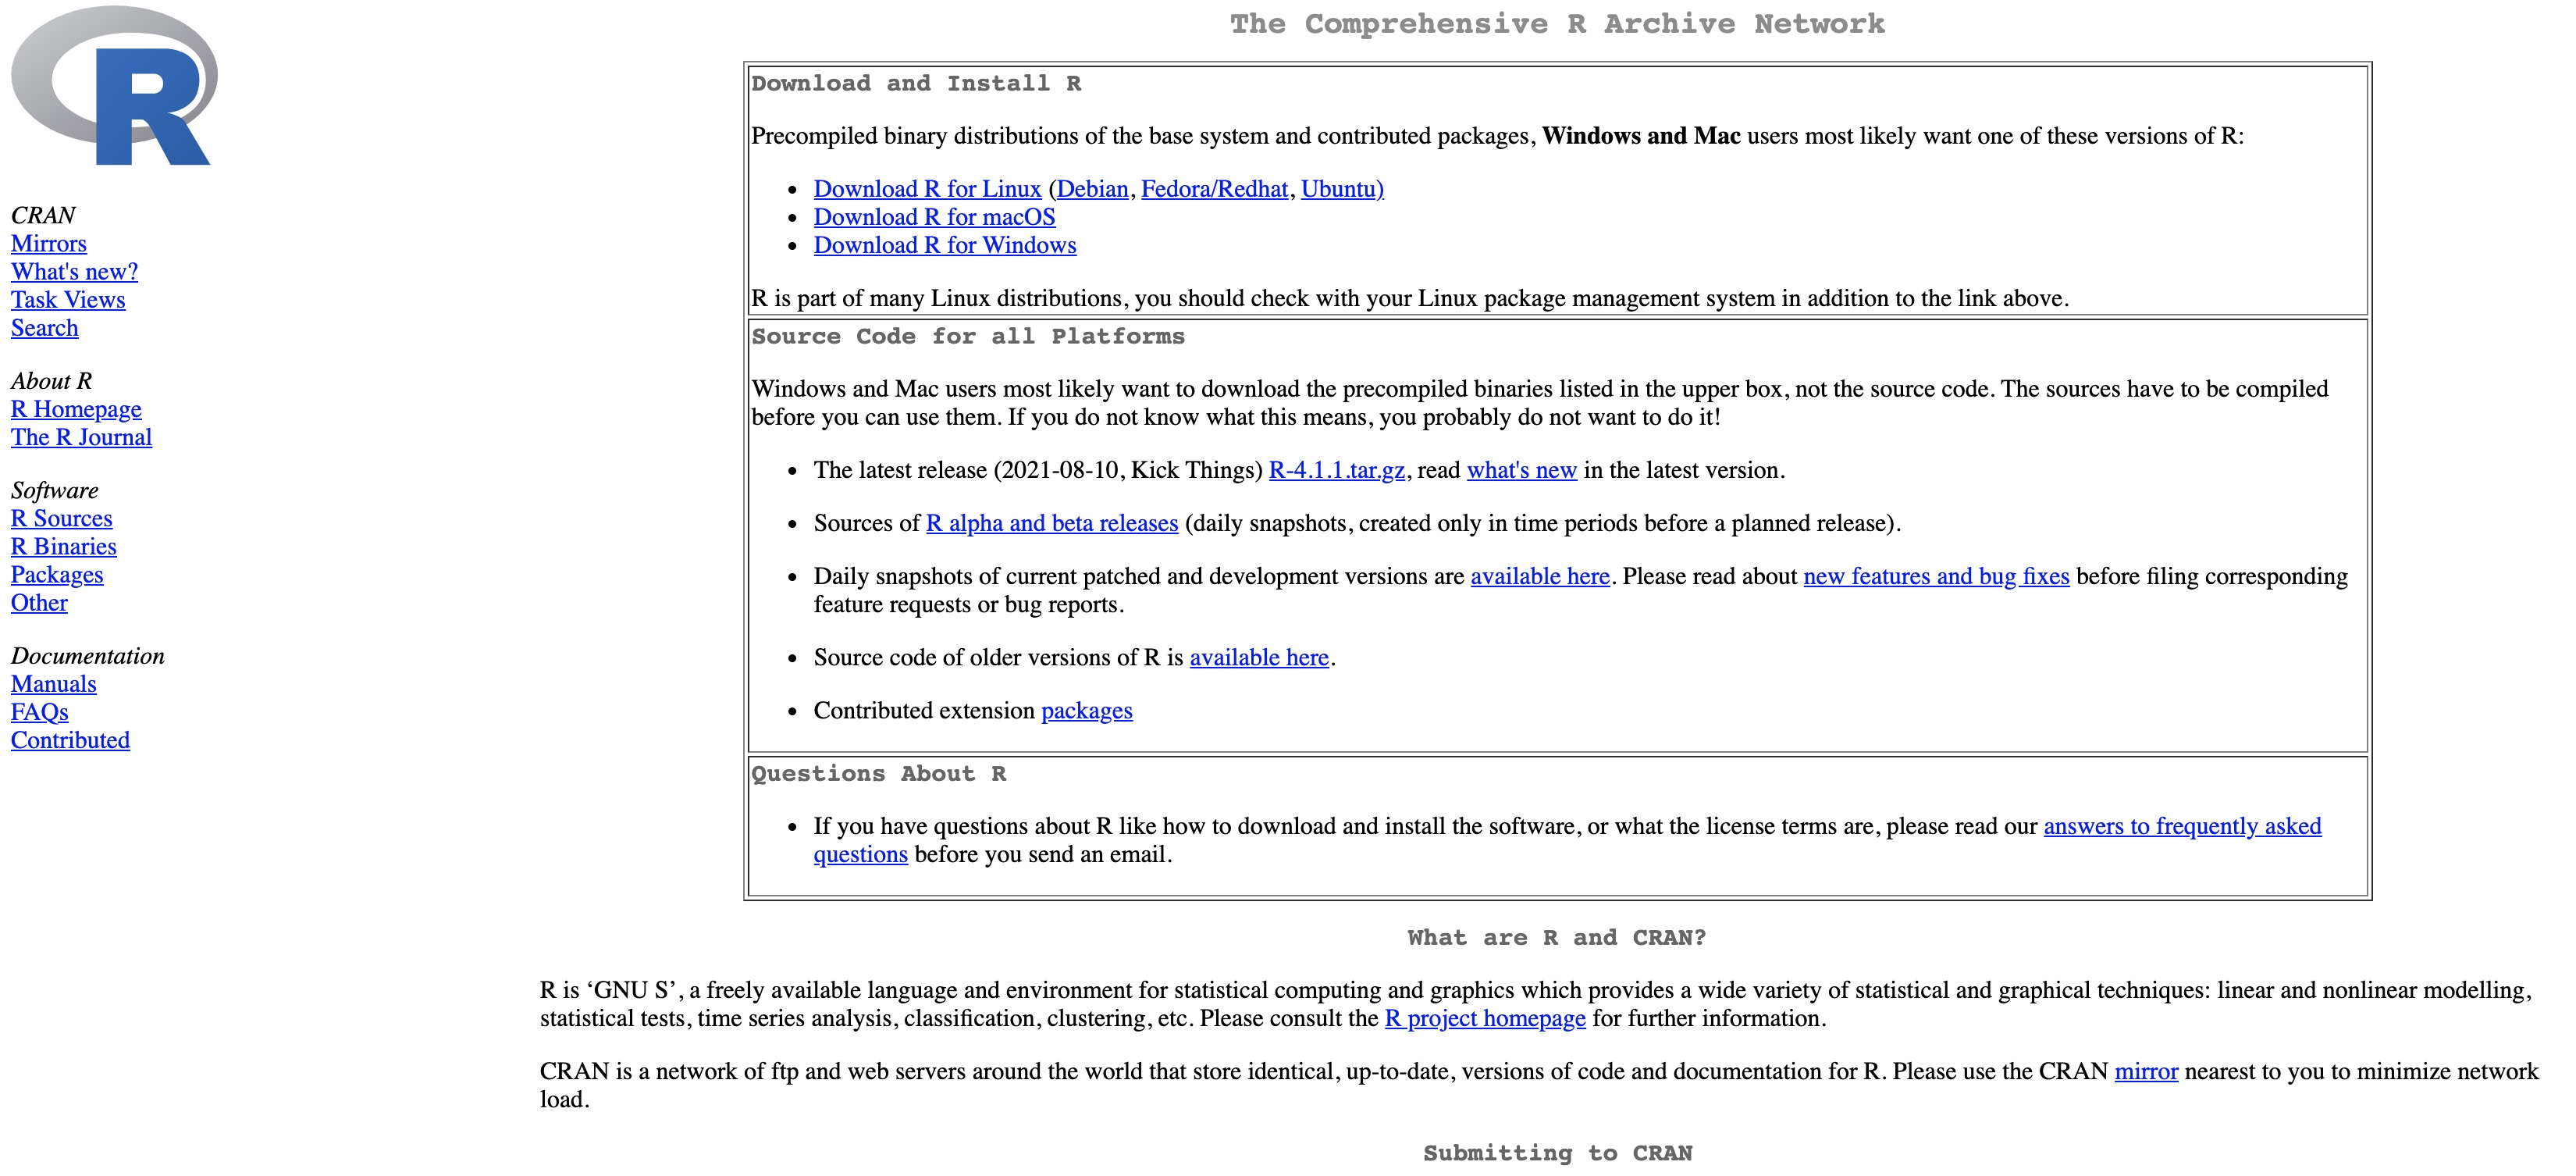 R
CRAN
Mirrors
What's new?
Task Views
Search
About R
R Homepage
The R Journal
Software
R Sources
R Binaries
Packages
Other
Documentation
Manuals
FAQs
Contributed
The Comprehensive R Archive Network
Download and Install R
Precompiled binary distributions of the base system and contributed packages, Windows and Mac users most likely want one of these versions of R:
• Download R for Linux (Debian, Fedora/Redhat, Ubuntu)
• Download R for macOS
• Download R for Windows
R is part of many Linux distributions, you should check with your Linux package management system in addition to the link above.
Source Code for all Platforms
Windows and Mac users most likely want to download the precompiled binaries listed in the upper box, not the source code. The sources have to be compiled
before you can use them. If you do not know what this means, you probably do not want to do it!
• The latest release (2021-08-10, Kick Things) R-4.1.1.tar.gz, read what's new in the latest version.
• Sources of R alpha and beta releases (daily snapshots, created only in time periods before a planned release).
• Daily snapshots of current patched and development versions are available here. Please read about new features and bug fixes before filing corresponding
feature requests or bug reports.
• Source code of older versions of R is available here.
• Contributed extension packages
Questions About R
• If you have questions about R like how to download and install the software, or what the license terms are, please read our answers to frequently asked
questions before you send an email.
What are R and CRAN?
R is ‘GNU S’, a freely available language and environment for statistical computing and graphics which provides a wide variety of statistical and graphical techniques: linear and nonlinear modelling,
statistical tests, time series analysis, classification, clustering, etc. Please consult the R project homepage for further information.
CRAN is a network of ftp and web servers around the world that store identical, up-to-date, versions of code and documentation for R. Please use the CRAN mirror nearest to you to minimize network
load.
Submitting to CRAN